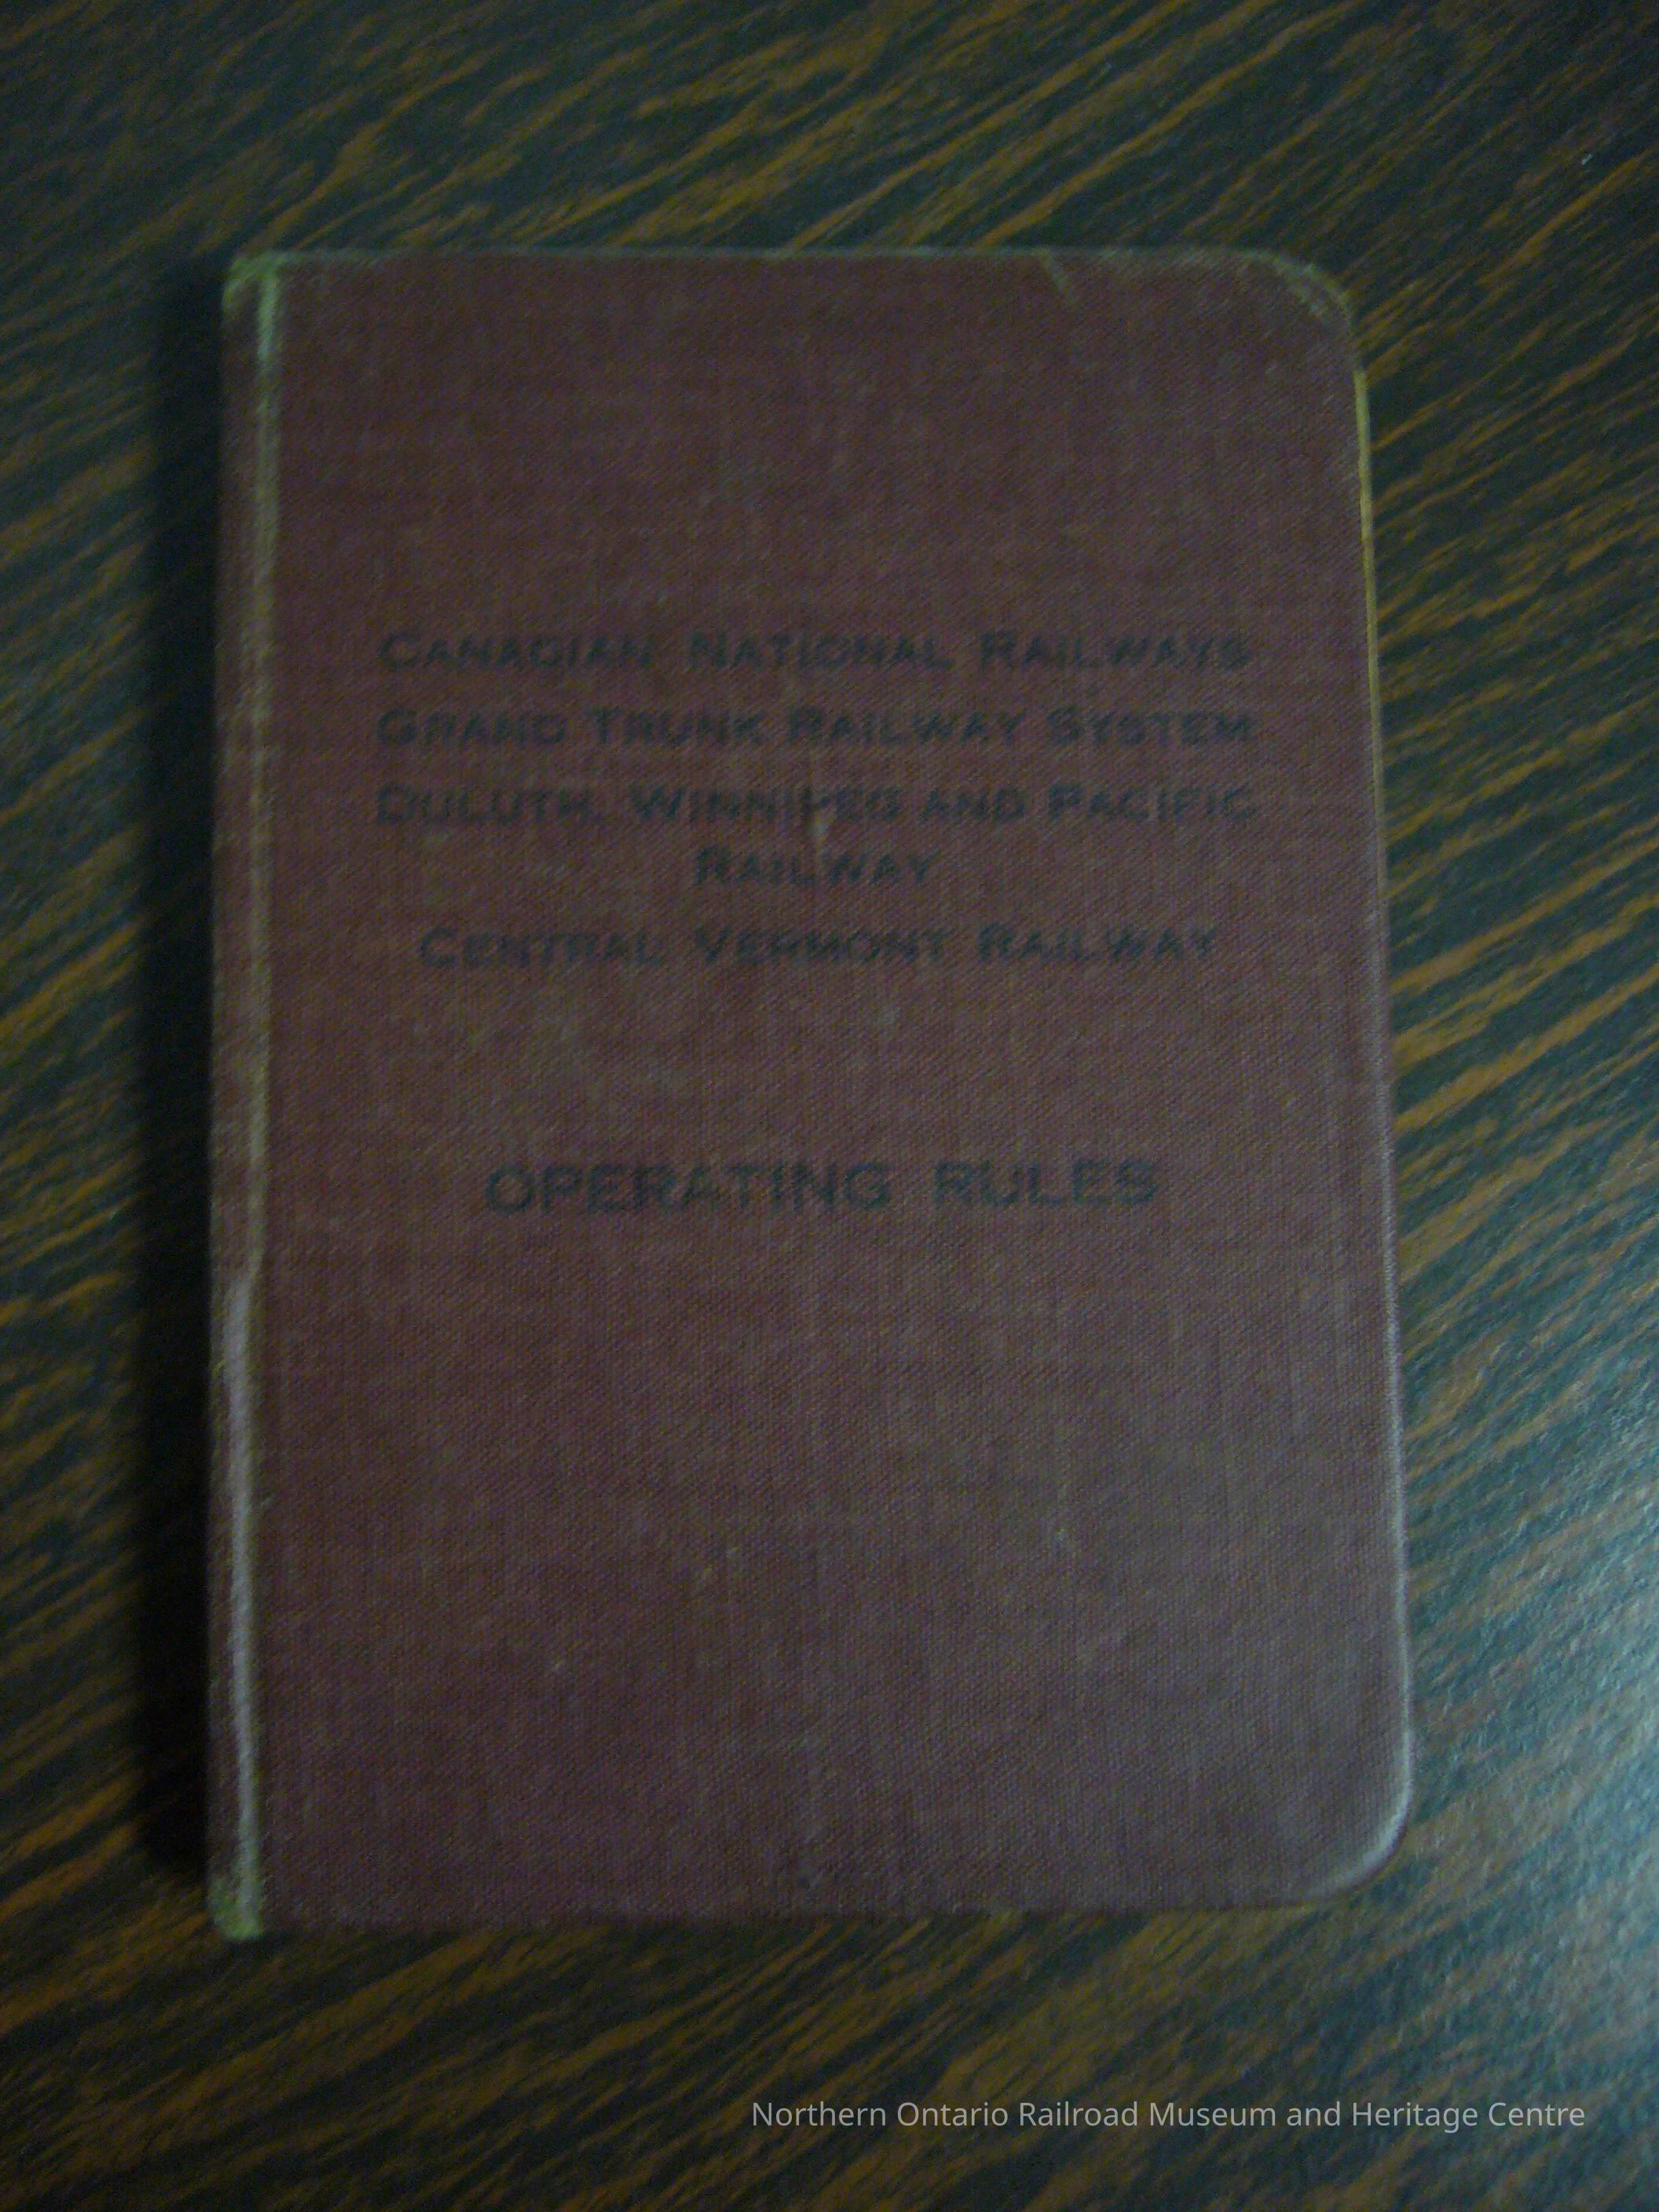 CANADIAN NATIONAL RAILWAYS
GRAND TRUNK RAILWAY SYSTEM
DULUTH, WINNIPEG AND PACIFIC
RAILWAY
CENTRAL VERMONT RAILWAY
OPERATING RULES
Northern Ontario Railroad Museum and Heritage Centre